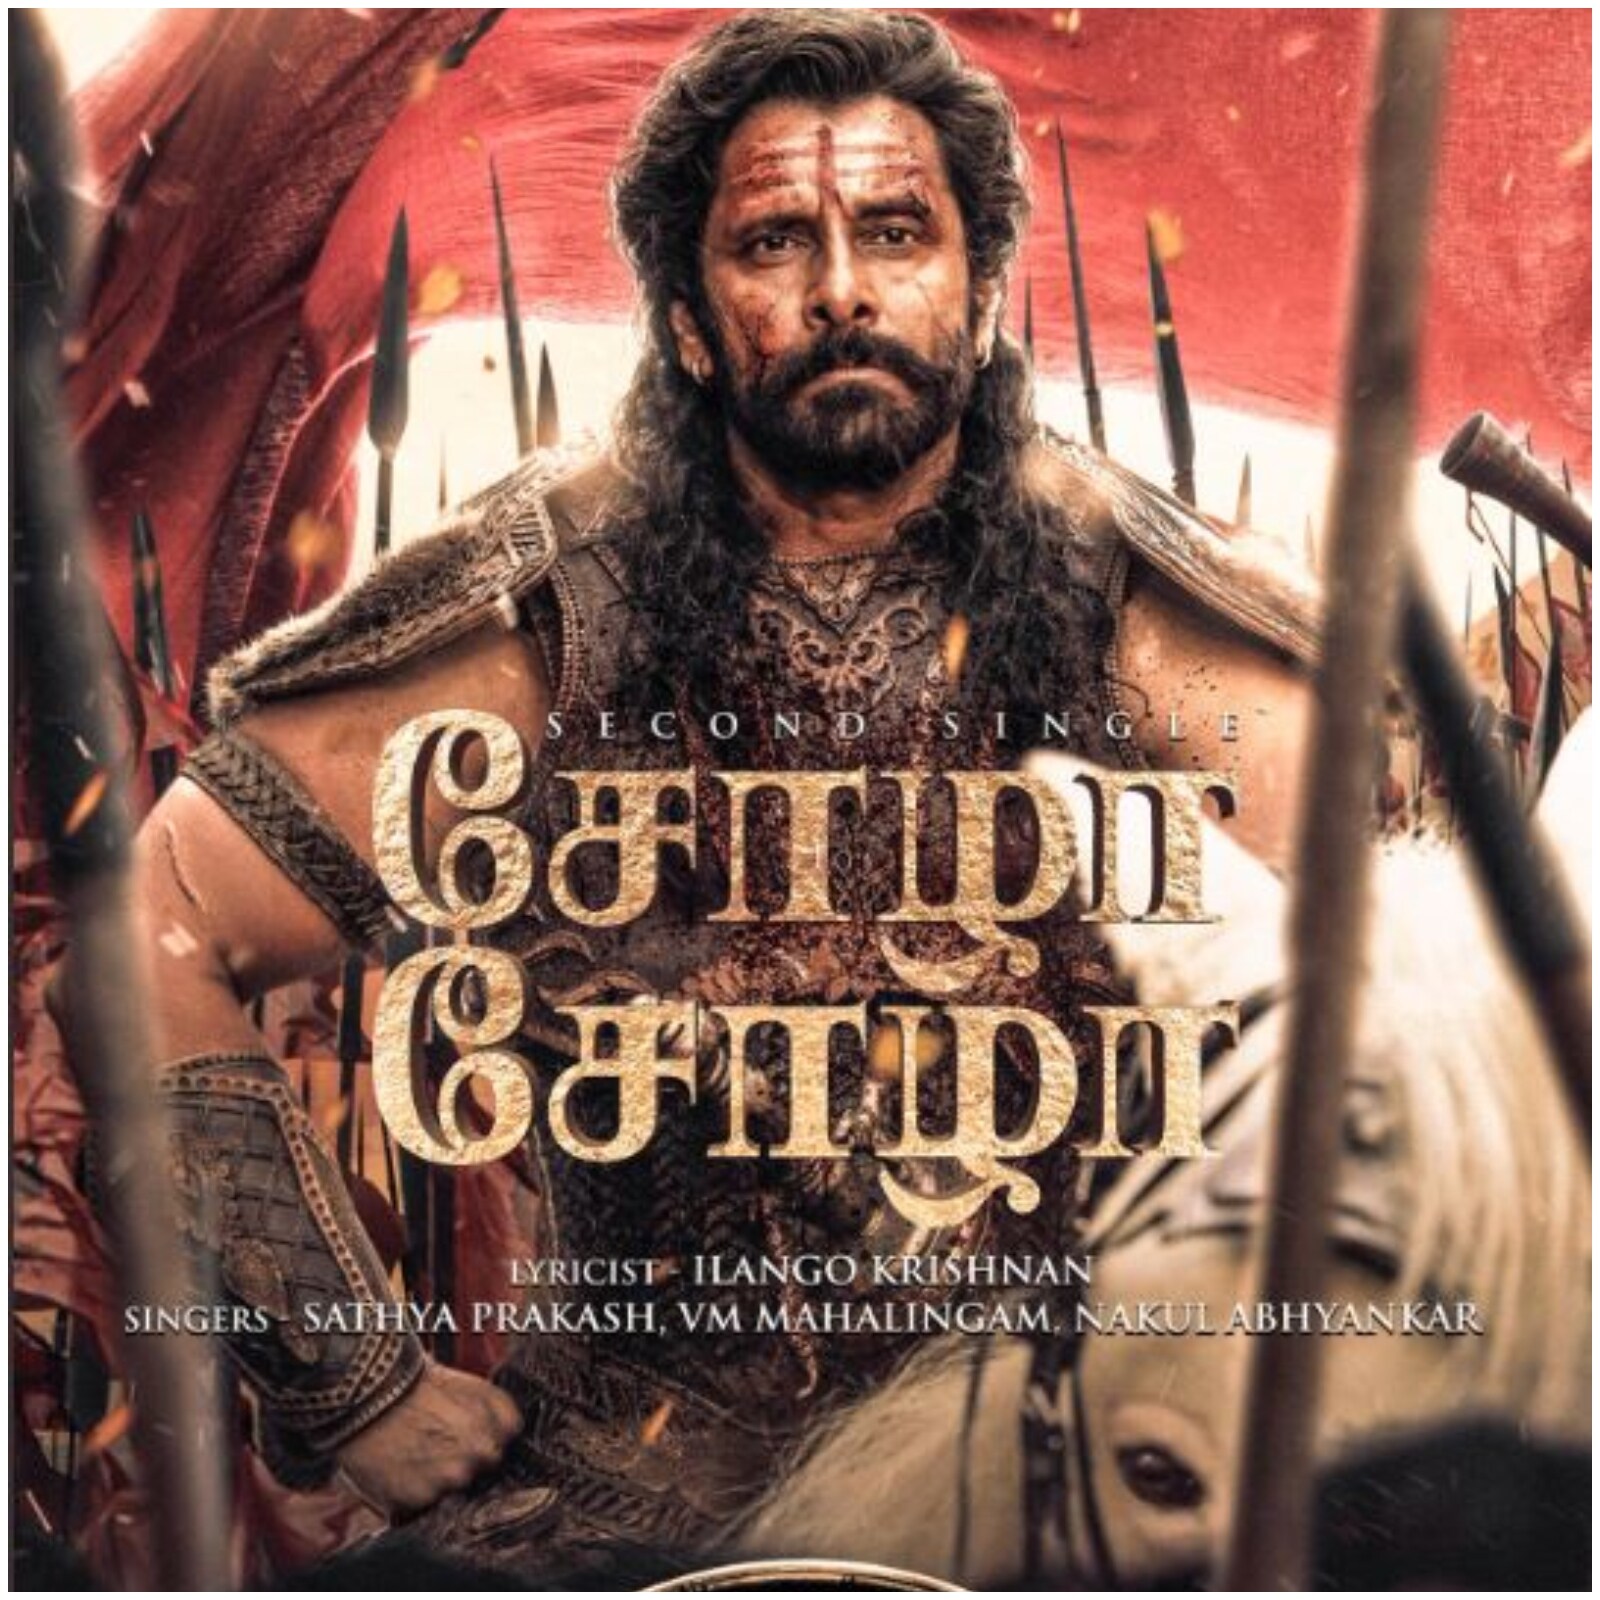 SECOND SINGLE
சோழா
சோழா
LYRICIST - ILANGO KRISHNAN
SINGERS - SATHYA PRAKASH, VM MAHALINGAM, NAKUL ABHYANKAR